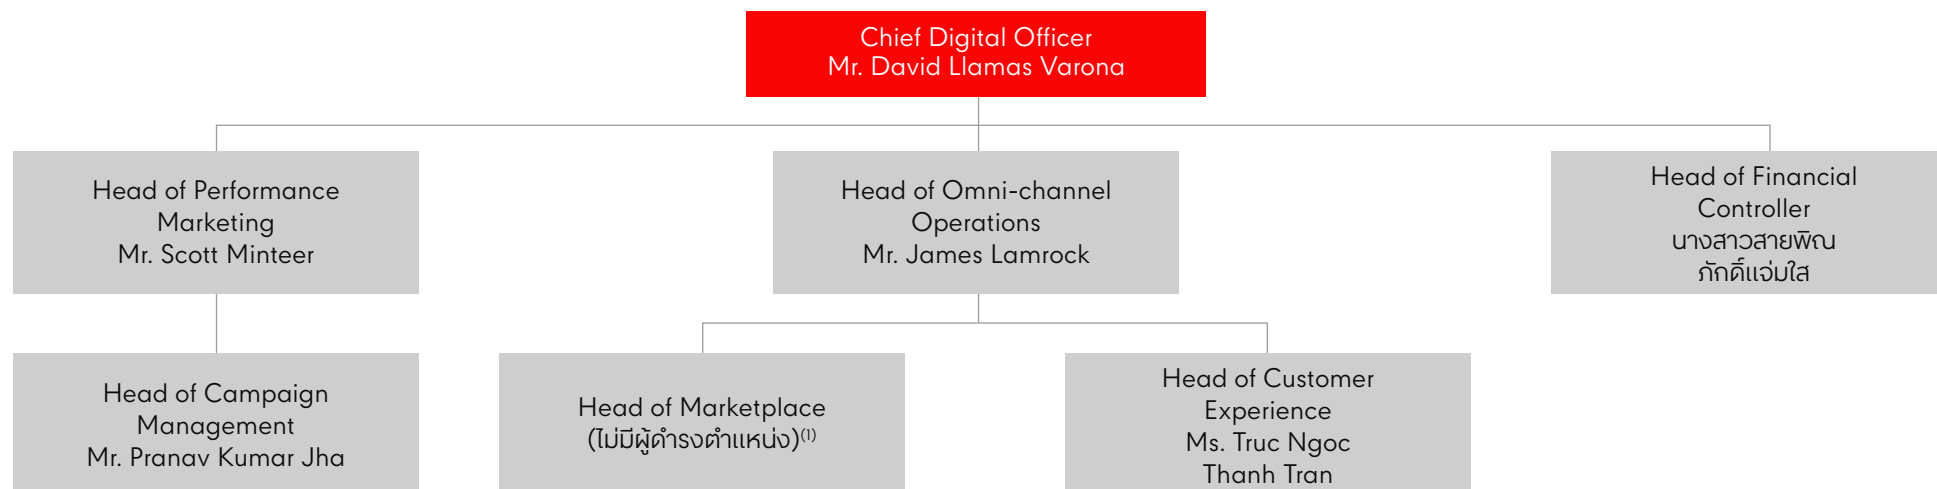 Chief Digital Officer
Mr. David Llamas Varona
Head of Performance
Marketing
Mr. Scott Minteer
Head of Omni-channel
Operations
Mr. James Lamrock
Head of Financial
Controller
นางสาวสายพิณ
ภักดิ์แจ่มใส
Head of Campaign
Management
Mr. Pranav Kumar Jha
Head of Marketplace
(ไม่มีผู้ดำรงตำแหน่ง)⁽¹⁾
Head of Customer
Experience
Ms. Truc Ngoc
Thanh Tran